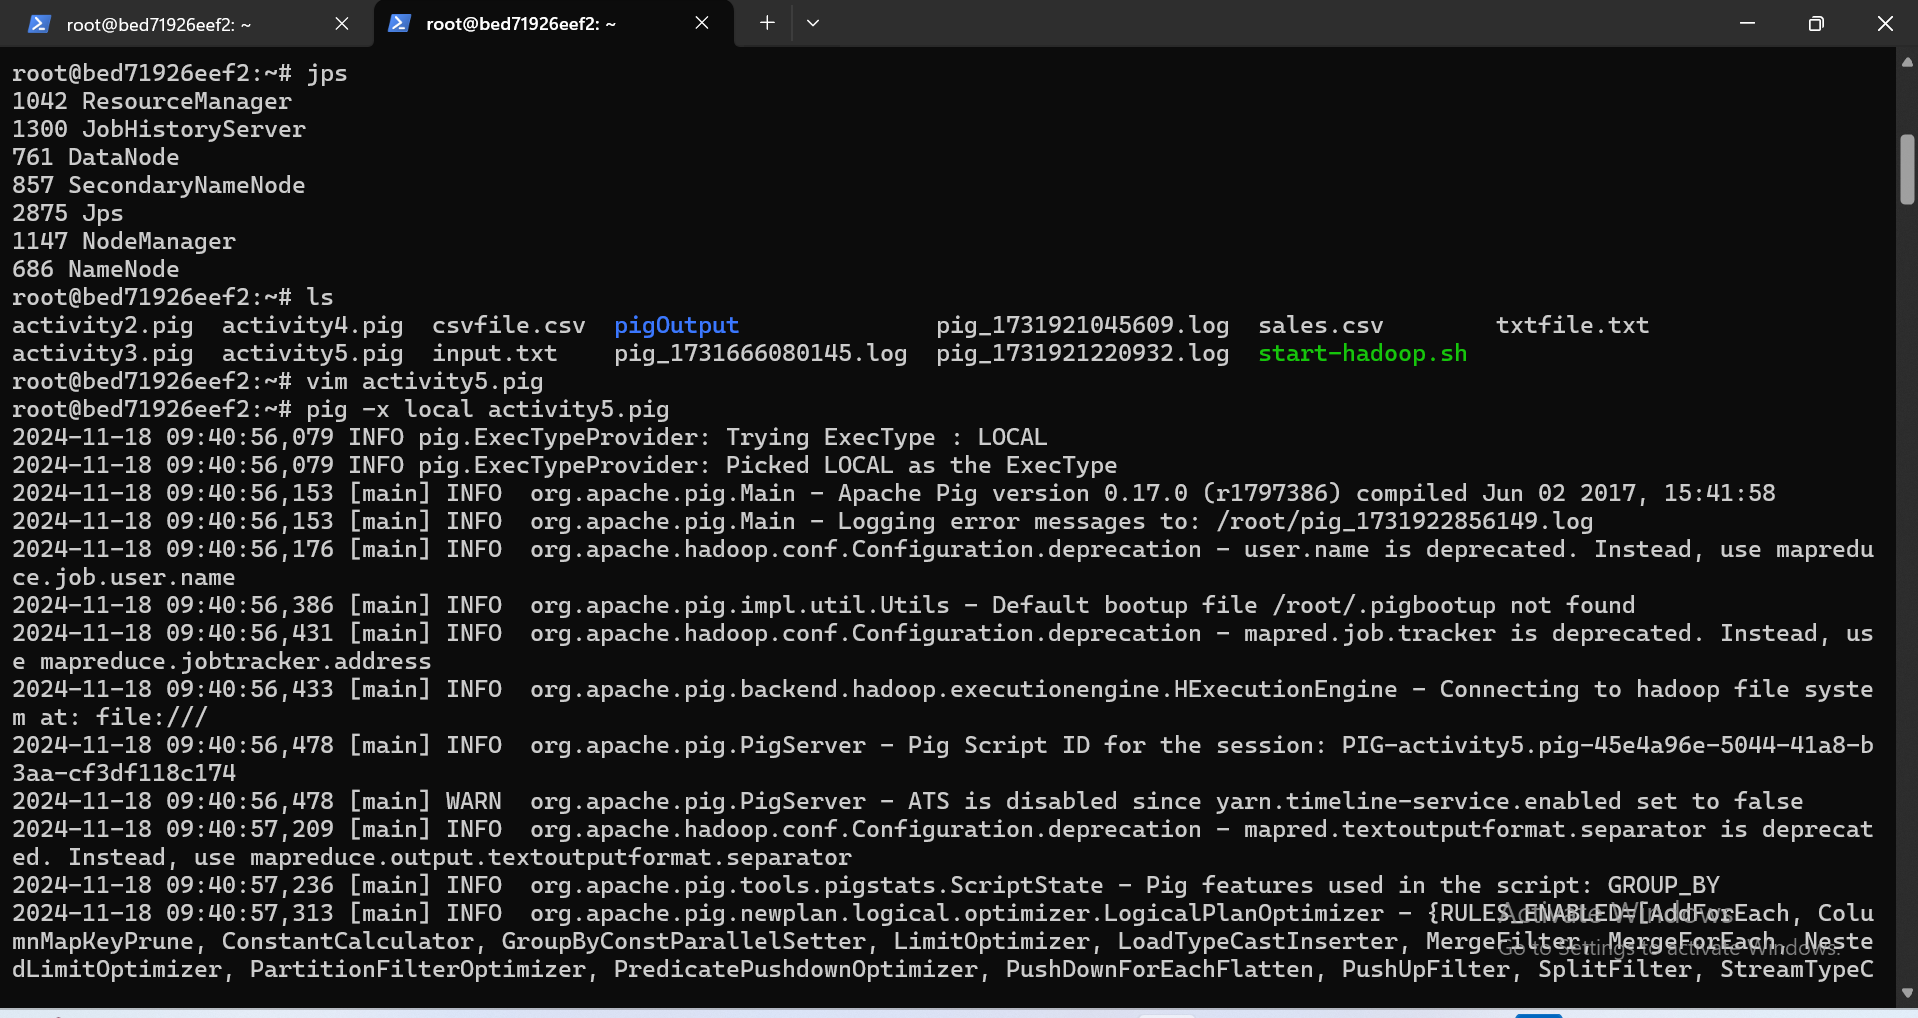 root@bed71926eef2: ~
root@bed71926eef2: ~
root@bed71926eef2:~# jps
1042 ResourceManager
1300 JobHistoryServer
761 DataNode
857 SecondaryNameNode
2875 Jps
1147 NodeManager
686 NameNode
root@bed71926eef2:~# ls
activity2.pig  activity4.pig  csvfile.csv  pigOutput              pig_1731921045609.log  sales.csv        txtfile.txt
activity3.pig  activity5.pig  input.txt    pig_1731666080145.log  pig_1731921220932.log  start-hadoop.sh
root@bed71926eef2:~# vim activity5.pig
root@bed71926eef2:~# pig -x local activity5.pig
2024-11-18 09:40:56,079 INFO pig.ExecTypeProvider: Trying ExecType : LOCAL
2024-11-18 09:40:56,079 INFO pig.ExecTypeProvider: Picked LOCAL as the ExecType
2024-11-18 09:40:56,153 [main] INFO  org.apache.pig.Main - Apache Pig version 0.17.0 (r1797386) compiled Jun 02 2017, 15:41:58
2024-11-18 09:40:56,153 [main] INFO  org.apache.pig.Main - Logging error messages to: /root/pig_1731922856149.log
2024-11-18 09:40:56,176 [main] INFO  org.apache.hadoop.conf.Configuration.deprecation - user.name is deprecated. Instead, use mapredu
ce.job.user.name
2024-11-18 09:40:56,386 [main] INFO  org.apache.pig.impl.util.Utils - Default bootup file /root/.pigbootup not found
2024-11-18 09:40:56,431 [main] INFO  org.apache.hadoop.conf.Configuration.deprecation - mapred.job.tracker is deprecated. Instead, us
e mapreduce.jobtracker.address
2024-11-18 09:40:56,433 [main] INFO  org.apache.pig.backend.hadoop.executionengine.HExecutionEngine - Connecting to hadoop file syste
m at: file:///
2024-11-18 09:40:56,478 [main] INFO  org.apache.pig.PigServer - Pig Script ID for the session: PIG-activity5.pig-45e4a96e-5044-41a8-b
3aa-cf3df118c174
2024-11-18 09:40:56,478 [main] WARN  org.apache.pig.PigServer - ATS is disabled since yarn.timeline-service.enabled set to false
2024-11-18 09:40:57,209 [main] INFO  org.apache.hadoop.conf.Configuration.deprecation - mapred.textoutputformat.separator is deprecat
ed. Instead, use mapreduce.output.textoutputformat.separator
2024-11-18 09:40:57,236 [main] INFO  org.apache.pig.tools.pigstats.ScriptState - Pig features used in the script: GROUP_BY
2024-11-18 09:40:57,313 [main] INFO  org.apache.pig.newplan.logical.optimizer.LogicalPlanOptimizer - {RULES_ENABLED=[AddForEach, Colu
mnMapKeyPrune, ConstantCalculator, GroupByConstParallelSetter, LimitOptimizer, LoadTypeCastInserter, MergeFilter, MergeForEach, Neste
dLimitOptimizer, PartitionFilterOptimizer, PredicatePushdownOptimizer, PushDownForEachFlatten, PushUpFilter, SplitFilter, StreamTypeC
Activate Windows
Go to Settings to activate Windows.